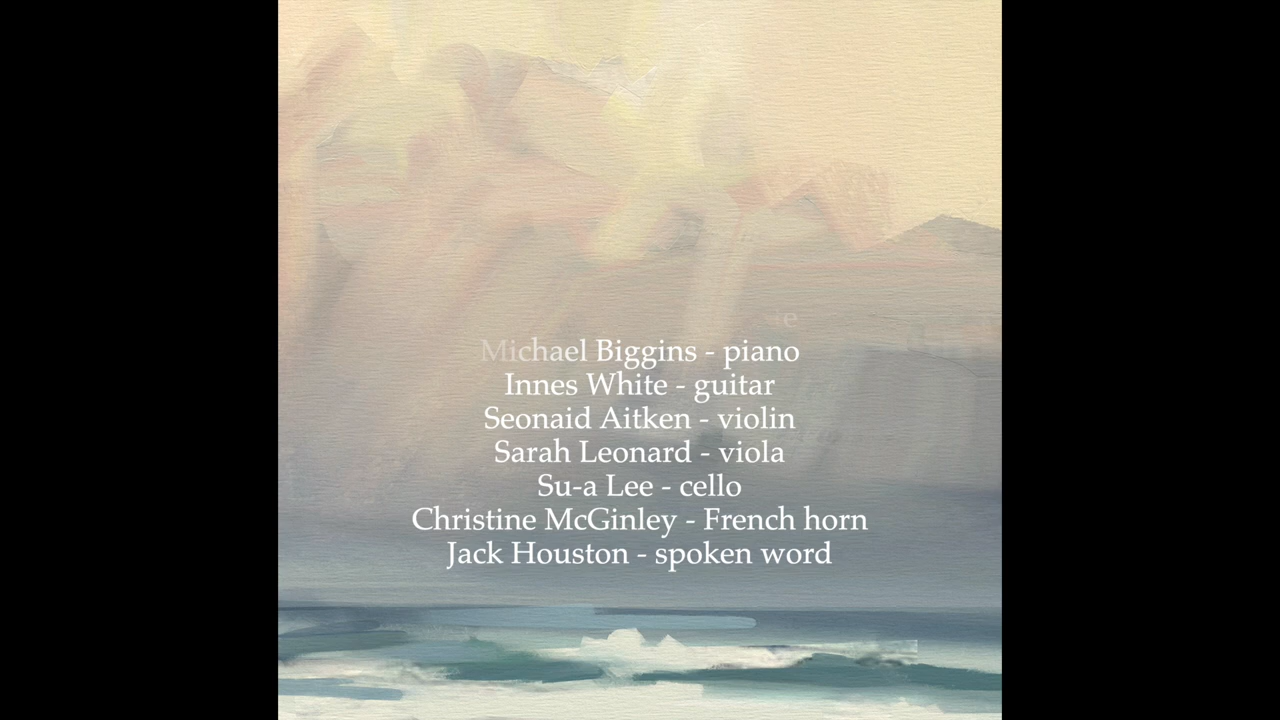 Michael Biggins - piano
Innes White - guitar
Seonaid Aitken - violin
Sarah Leonard - viola
Su-a Lee - cello
Christine McGinley - French horn
Jack Houston - spoken word